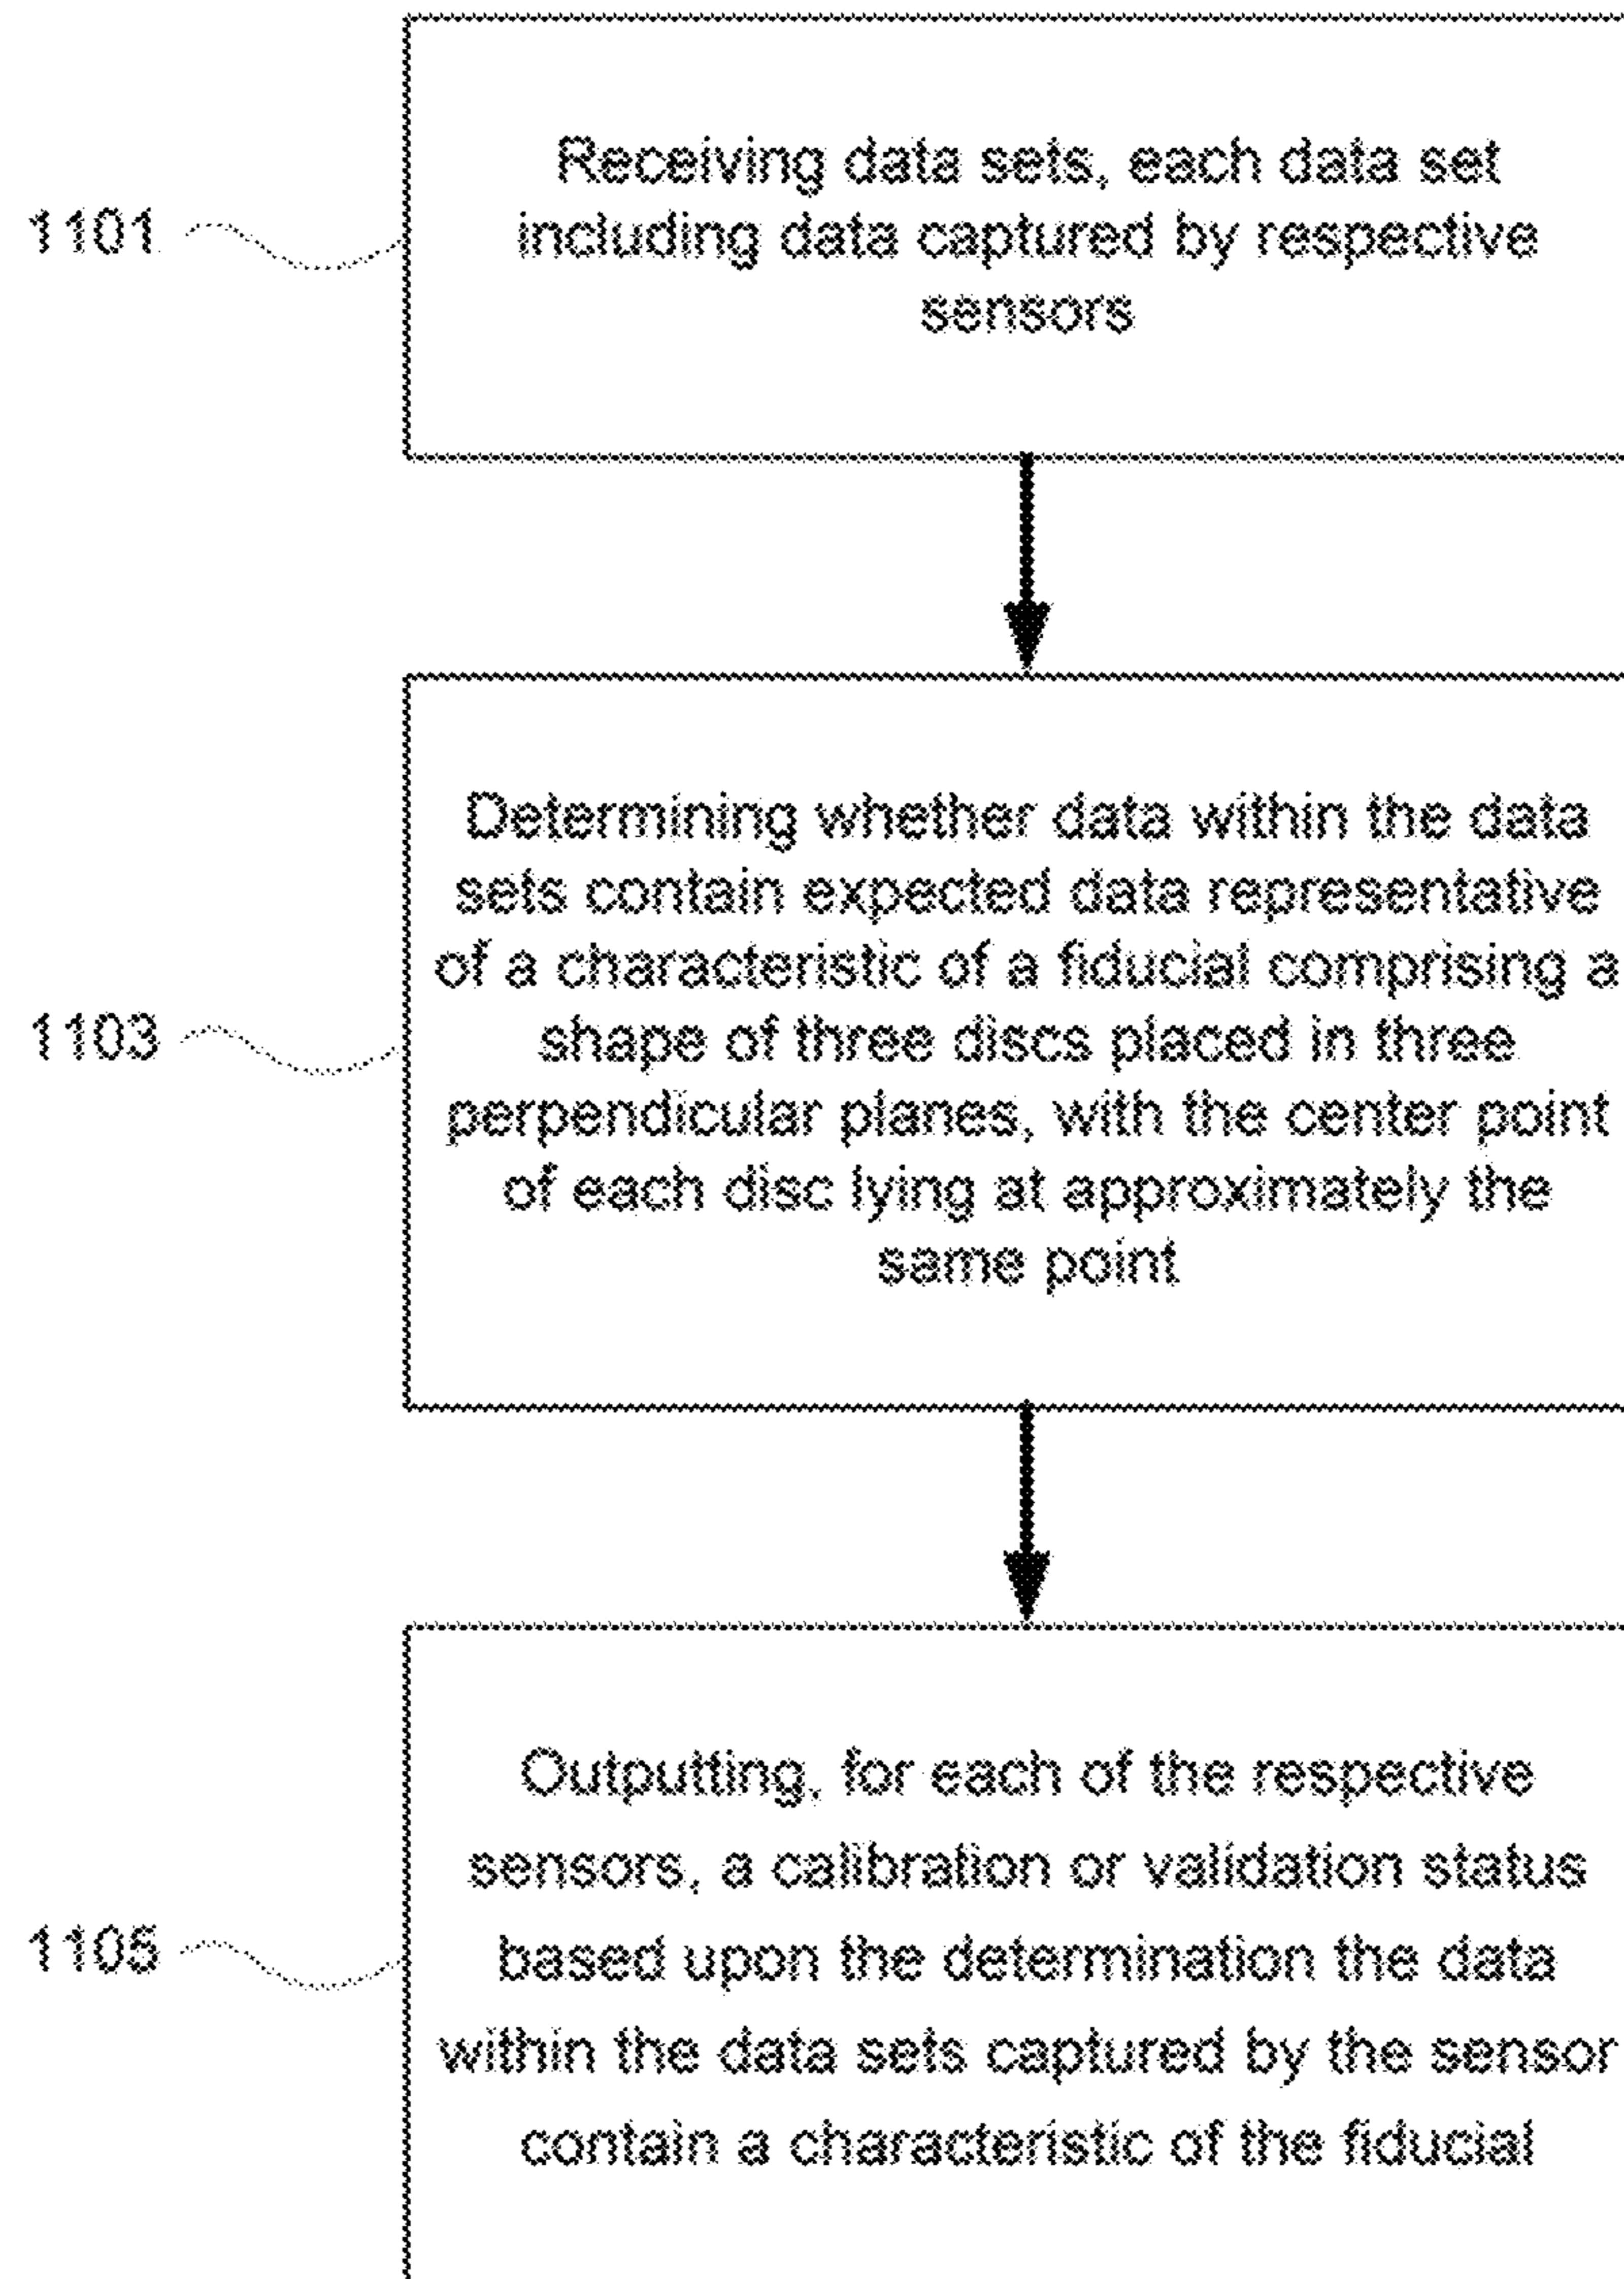 Receiving data sets, each data set
1101
including data captured by respective
sensors
Determining whether data within the data
sets contain expected data representative
of a characteristic of a fiducial comprising a
1103
shape of three discs placed in three
perpendicular planes, with the center point
of each disc lying at approximately the
same point
Outputting, for each of the respective
sensors, a calibration or validation status
1105
based upon the determination the data
within the data sets captured by the sensor
contain a characteristic of the fiducial